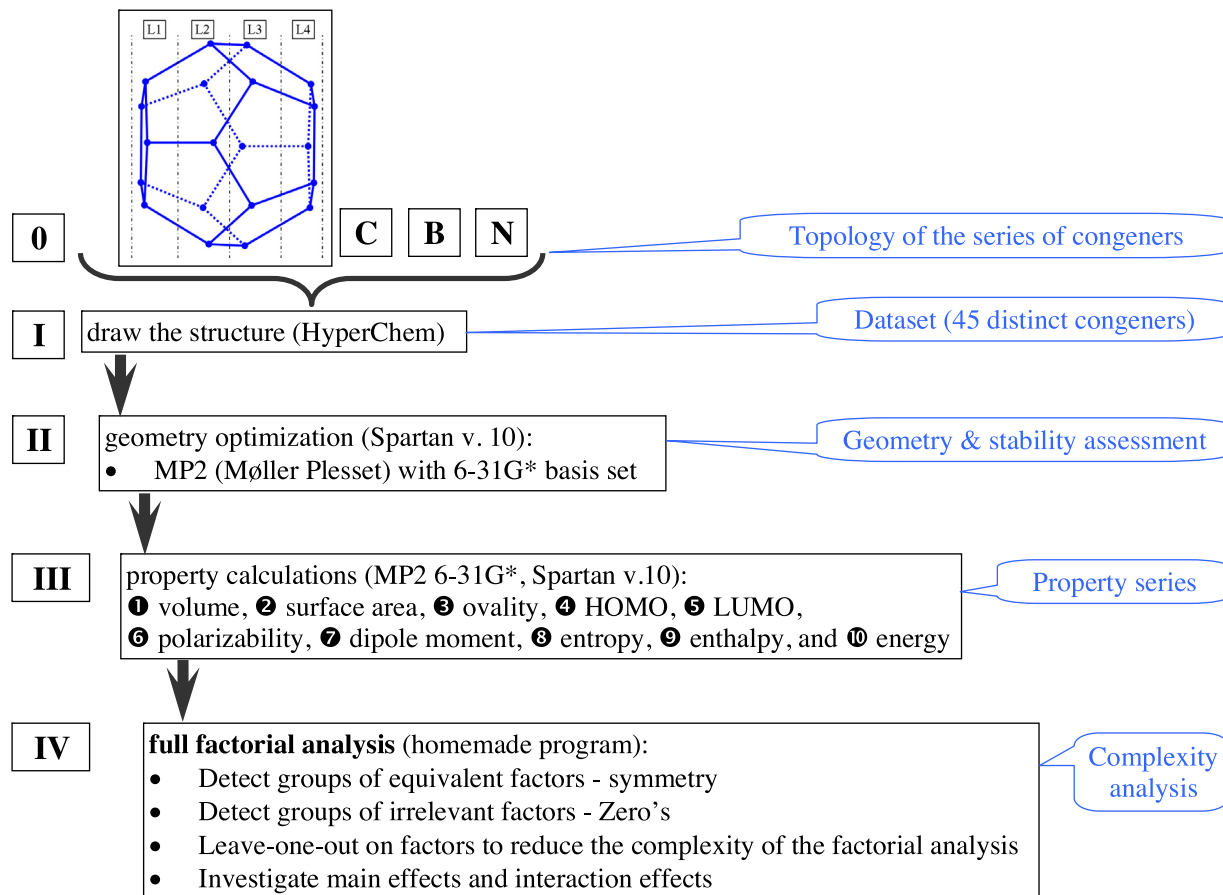 L1 L2 L3 L4
0
C B N
Topology of the series of congeners
I
draw the structure (HyperChem)
Dataset (45 distinct congeners)
II
geometry optimization (Spartan v. 10):
• MP2 (Møller Plesset) with 6-31G* basis set
Geometry & stability assessment
III
property calculations (MP2 6-31G*, Spartan v.10):
❶ volume, ❷ surface area, ❸ ovality, ❹ HOMO, ❺ LUMO,
❻ polarizability, ❼ dipole moment, ❽ entropy, ❾ enthalpy, and ❿ energy
Property series
IV
full factorial analysis (homemade program):
• Detect groups of equivalent factors - symmetry
• Detect groups of irrelevant factors - Zero's
• Leave-one-out on factors to reduce the complexity of the factorial analysis
• Investigate main effects and interaction effects
Complexity
analysis